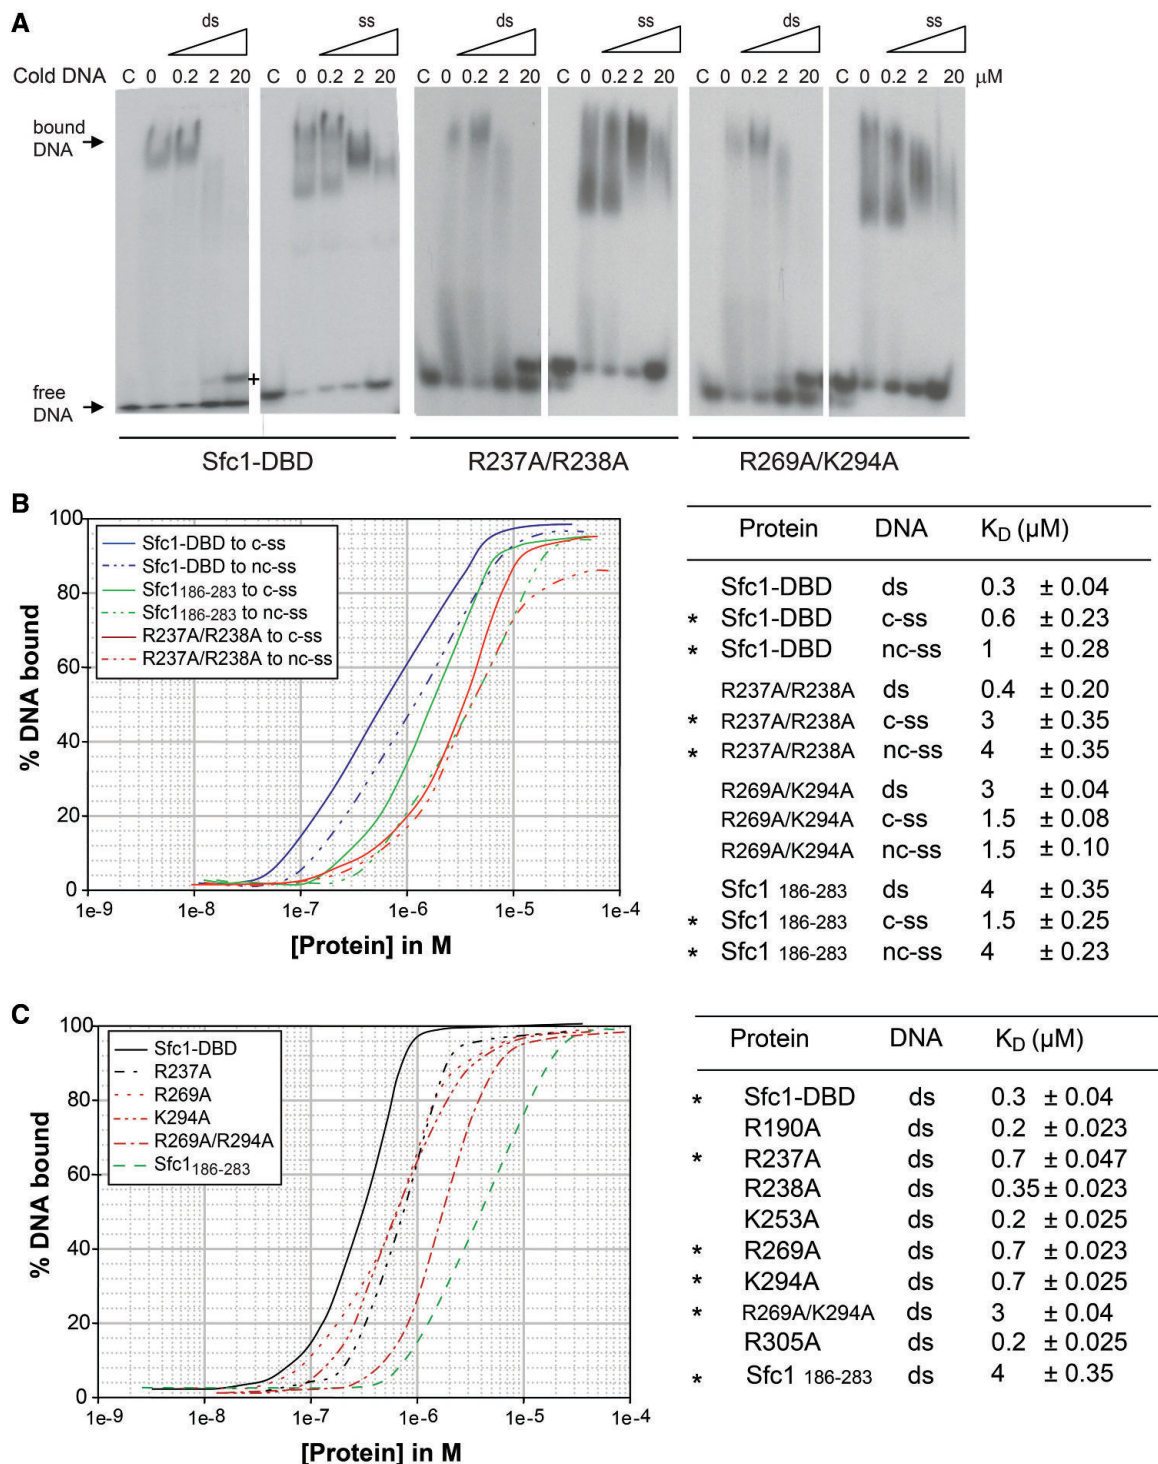 A
ds ss ds ss ds ss
Cold DNA C 0 0.2 2 20 0 0.2 2 20 C 0 0.2 2 20 C 0 0.2 2 20 C 0 0.2 2 20 C 0 0.2 2 20 μM
bound
DNA
+
free
DNA
Sfc1-DBD R237A/R238A R269A/K294A
B
% DNA bound
100
80
60
40
20
0
Sfc1-DBD to c-ss
Sfc1-DBD to nc-ss
Sfc1186-283 to c-ss
Sfc1186-283 to nc-ss
R237A/R238A to c-ss
R237A/R238A to nc-ss
1e-9 1e-8 1e-7 1e-6 1e-5 1e-4
[Protein] in M
Protein DNA KD (μM)
Sfc1-DBD ds 0.3 ± 0.04
* Sfc1-DBD c-ss 0.6 ± 0.23
* Sfc1-DBD nc-ss 1 ± 0.28
R237A/R238A ds 0.4 ± 0.20
* R237A/R238A c-ss 3 ± 0.35
* R237A/R238A nc-ss 4 ± 0.35
R269A/K294A ds 3 ± 0.04
R269A/K294A c-ss 1.5 ± 0.08
R269A/K294A nc-ss 1.5 ± 0.10
Sfc1 186-283 ds 4 ± 0.35
* Sfc1 186-283 c-ss 1.5 ± 0.25
* Sfc1 186-283 nc-ss 4 ± 0.23
C
% DNA bound
100
80
60
40
20
0
Sfc1-DBD
R237A
R269A
K294A
R269A/R294A
Sfc1186-283
1e-9 1e-8 1e-7 1e-6 1e-5 1e-4
[Protein] in M
Protein DNA KD (μM)
* Sfc1-DBD ds 0.3 ± 0.04
R190A ds 0.2 ± 0.023
* R237A ds 0.7 ± 0.047
R238A ds 0.35 ± 0.023
K253A ds 0.2 ± 0.025
* R269A ds 0.7 ± 0.023
* K294A ds 0.7 ± 0.025
* R269A/K294A ds 3 ± 0.04
R305A ds 0.2 ± 0.025
* Sfc1 186-283 ds 4 ± 0.35